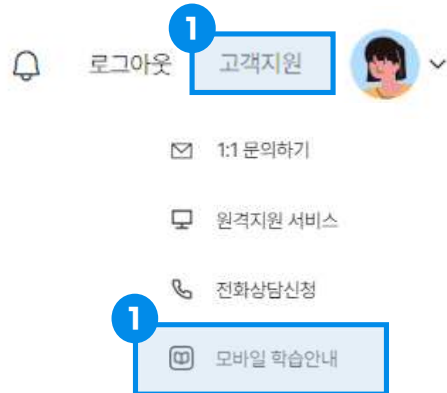 1
로그아웃 고객지원
1:1 문의하기
원격지원 서비스
전화상담신청
1
모바일 학습안내